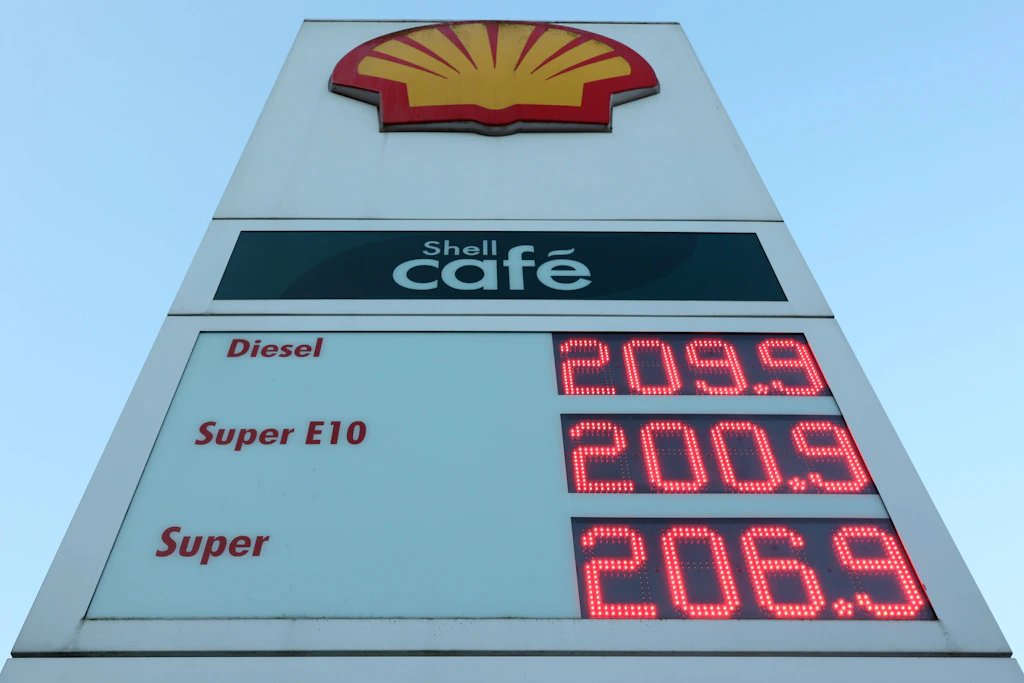 Shell
café
Diesel 209.9
Super E10 200.9
Super 206.9